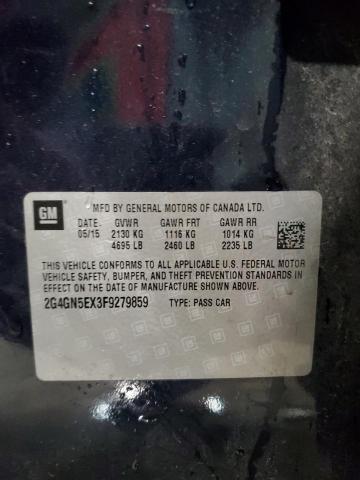 GM
MFD BY GENERAL MOTORS OF CANADA LTD.
DATE GVWR GAWR FRT GAWR RR
05/15 2130 KG 1116 KG 1014 KG
4695 LB 2460 LB 2235 LB
THIS VEHICLE CONFORMS TO ALL APPLICABLE U.S. FEDERAL MOTOR
VEHICLE SAFETY, BUMPER, AND THEFT PREVENTION STANDARDS IN
EFFECT ON THE DATE OF MANUFACTURE SHOWN ABOVE.
2G4GN5EX3F9279859 TYPE: PASS CAR